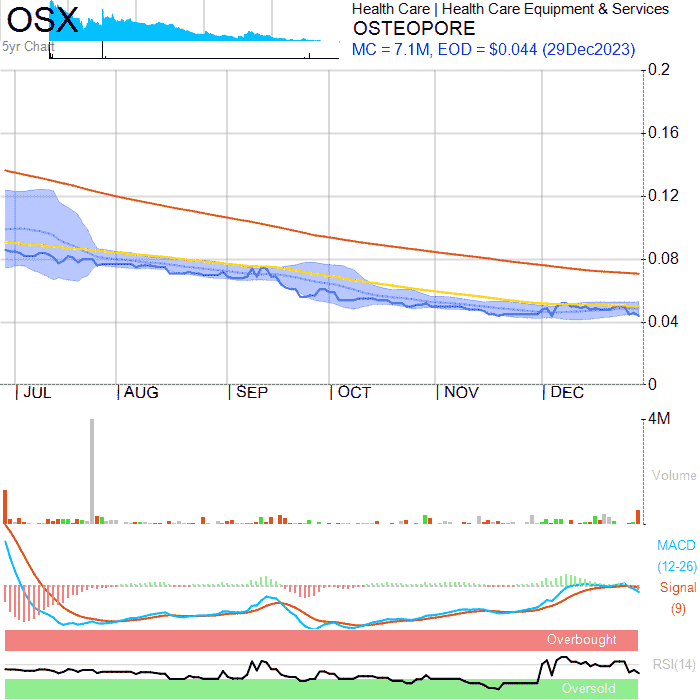 OSX
5yr Chart
Health Care | Health Care Equipment & Services
OSTEOPORE
MC = 7.1M, EOD = $0.044 (29Dec2023)
0.2
0.16
0.12
0.08
0.04
0
JUL AUG SEP OCT NOV DEC
4M
Volume
MACD
(12-26)
Signal
(9)
Overbought
RSI(14)
Oversold